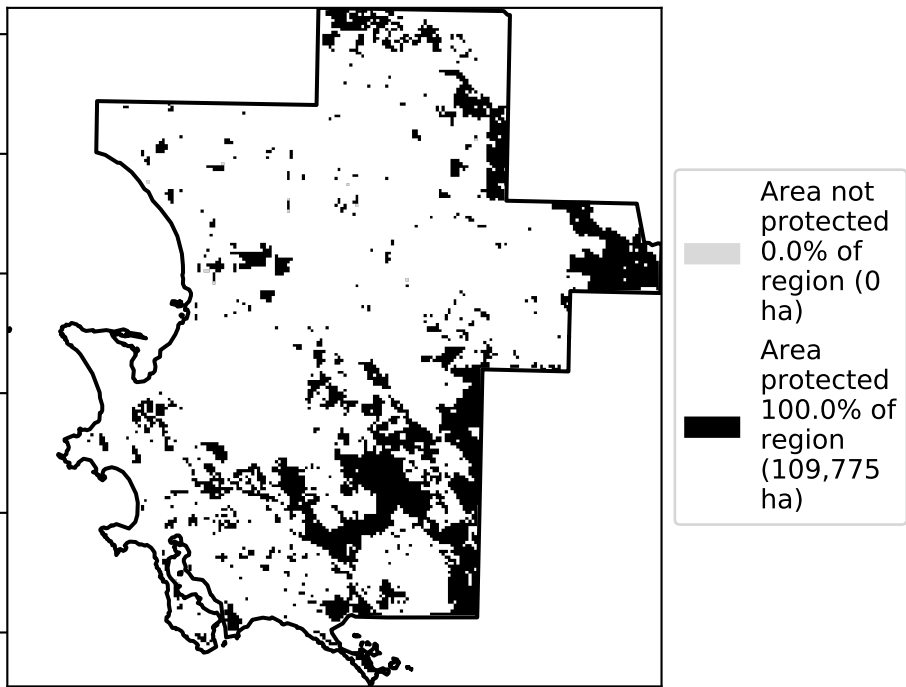 Area not
protected
0.0% of
region (0
ha)
Area
protected
100.0% of
region
(109,775
ha)